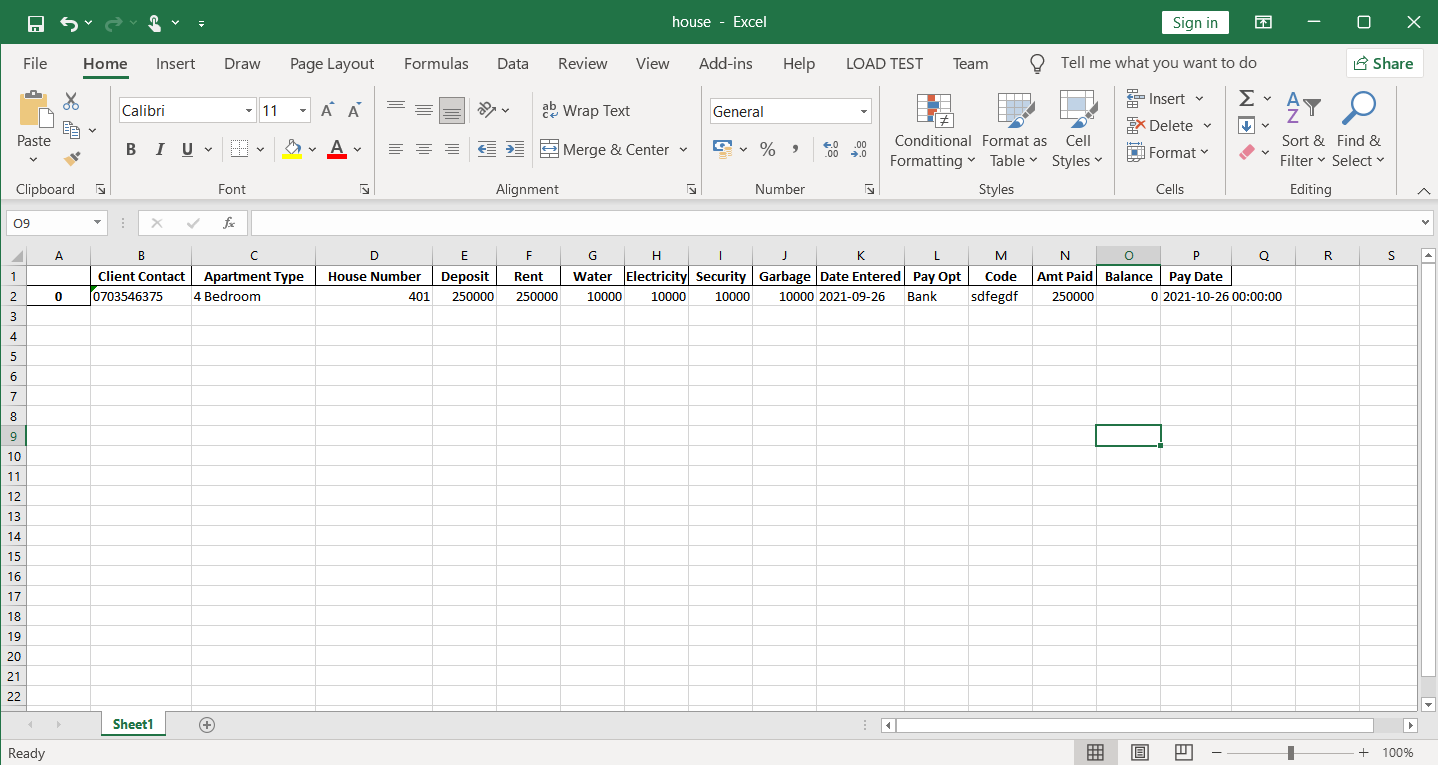 house - Excel
Sign in
File Home Insert Draw Page Layout Formulas Data Review View Add-ins Help LOAD TEST Team Tell me what you want to do Share
Paste
Calibri 11
B I U A
ab Wrap Text
Merge & Center
General
% , .00
Conditional Formatting
Format as Table
Cell Styles
Insert
Delete
Format
Sort & Filter
Find & Select
Clipboard Font Alignment Number Styles Cells Editing
O9 fx
A B C D E F G H I J K L M N O P Q R S
1 Client Contact Apartment Type House Number Deposit Rent Water Electricity Security Garbage Date Entered Pay Opt Code Amt Paid Balance Pay Date
2 0 0703546375 4 Bedroom 401 250000 250000 10000 10000 10000 10000 2021-09-26 Bank sdfegdf 250000 0 2021-10-26 00:00:00
3
4
5
6
7
8
9
10
11
12
13
14
15
16
17
18
19
20
21
22
Sheet1
Ready 100%